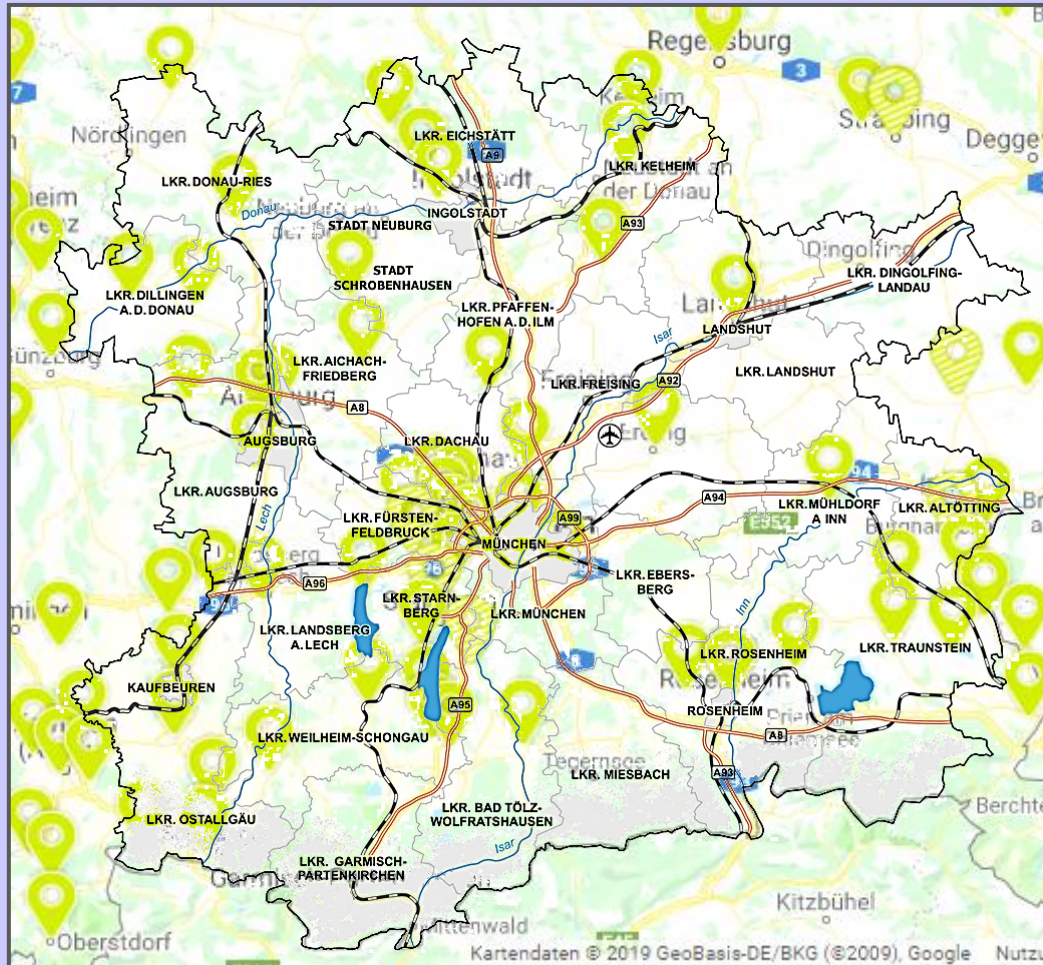 Regensburg
3
7
Nördlingen
LKR. EICHSTÄTT
A9
LKR. KELHEIM
der Donau
LKR. DONAU-RIES
Donau
INGOLSTADT
STADT NEUBURG
A93
Dingolfing
STADT
SCHROBENHAUSEN
LKR. DINGOLFING-
LANDAU
LKR. DILLINGEN
A.D.DONAU
LKR. PFAFFEN-
HOFEN A.D.ILM
Isar
LANDSHUT
LKR. AICHACH-
FRIEDBERG
LKR. LANDSHUT
LKR. FREISING
A92
A8
Erding
AUGSBURG
LKR. DACHAU
94
LKR. AUGSBURG
A94
LKR. MÜHLDORF
A INN
LKR. ALTÖTTING
Lech
LKR. FÜRSTEN-
FELDBRUCK
A99
E552
MÜNCHEN
A96
LKR. EBERS-
BERG
LKR. STARN-
BERG
LKR. MÜNCHEN
Inn
LKR. LANDSBERG
A. LECH
LKR. ROSENHEIM
LKR. TRAUNSTEIN
KAUFBEUREN
A95
ROSENHEIM
LKR. WEILHEIM-SCHONGAU
A8
Tegernsee
LKR. MIESBACH
A93
LKR. OSTALLGÄU
LKR. BAD TÖLZ-
WOLFRATSHAUSEN
Isar
LKR. GARMISCH-
PARTENKIRCHEN
Kitzbühel
Oberstdorf
Kartendaten © 2019 GeoBasis-DE/BKG (©2009), Google